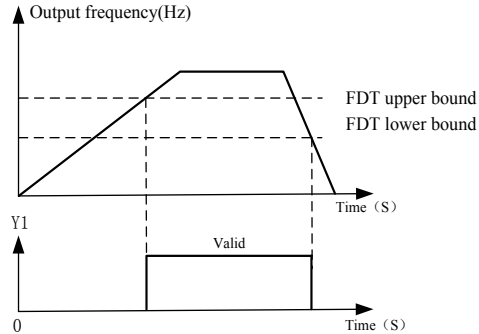 Output frequency(Hz)
FDT upper bound
FDT lower bound
Time（S）
Y1
Valid
0
Time（S）